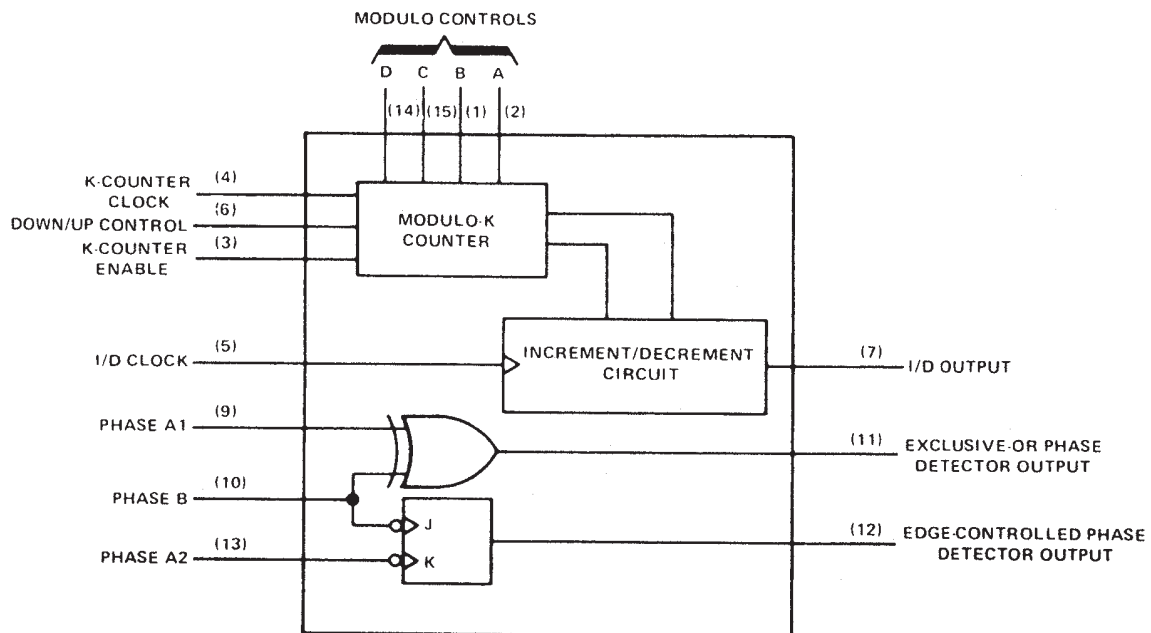 MODULO CONTROLS
D C B A
(14) (15) (1) (2)
K-COUNTER
CLOCK
(4)
DOWN/UP CONTROL
(6)
K-COUNTER
ENABLE
(3)
MODULO-K
COUNTER
I/D CLOCK
(5)
INCREMENT/DECREMENT
CIRCUIT
(7)
I/D OUTPUT
PHASE A1
(9)
(11)
EXCLUSIVE-OR PHASE
DETECTOR OUTPUT
PHASE B
(10)
J
K
(12)
EDGE-CONTROLLED PHASE
DETECTOR OUTPUT
PHASE A2
(13)